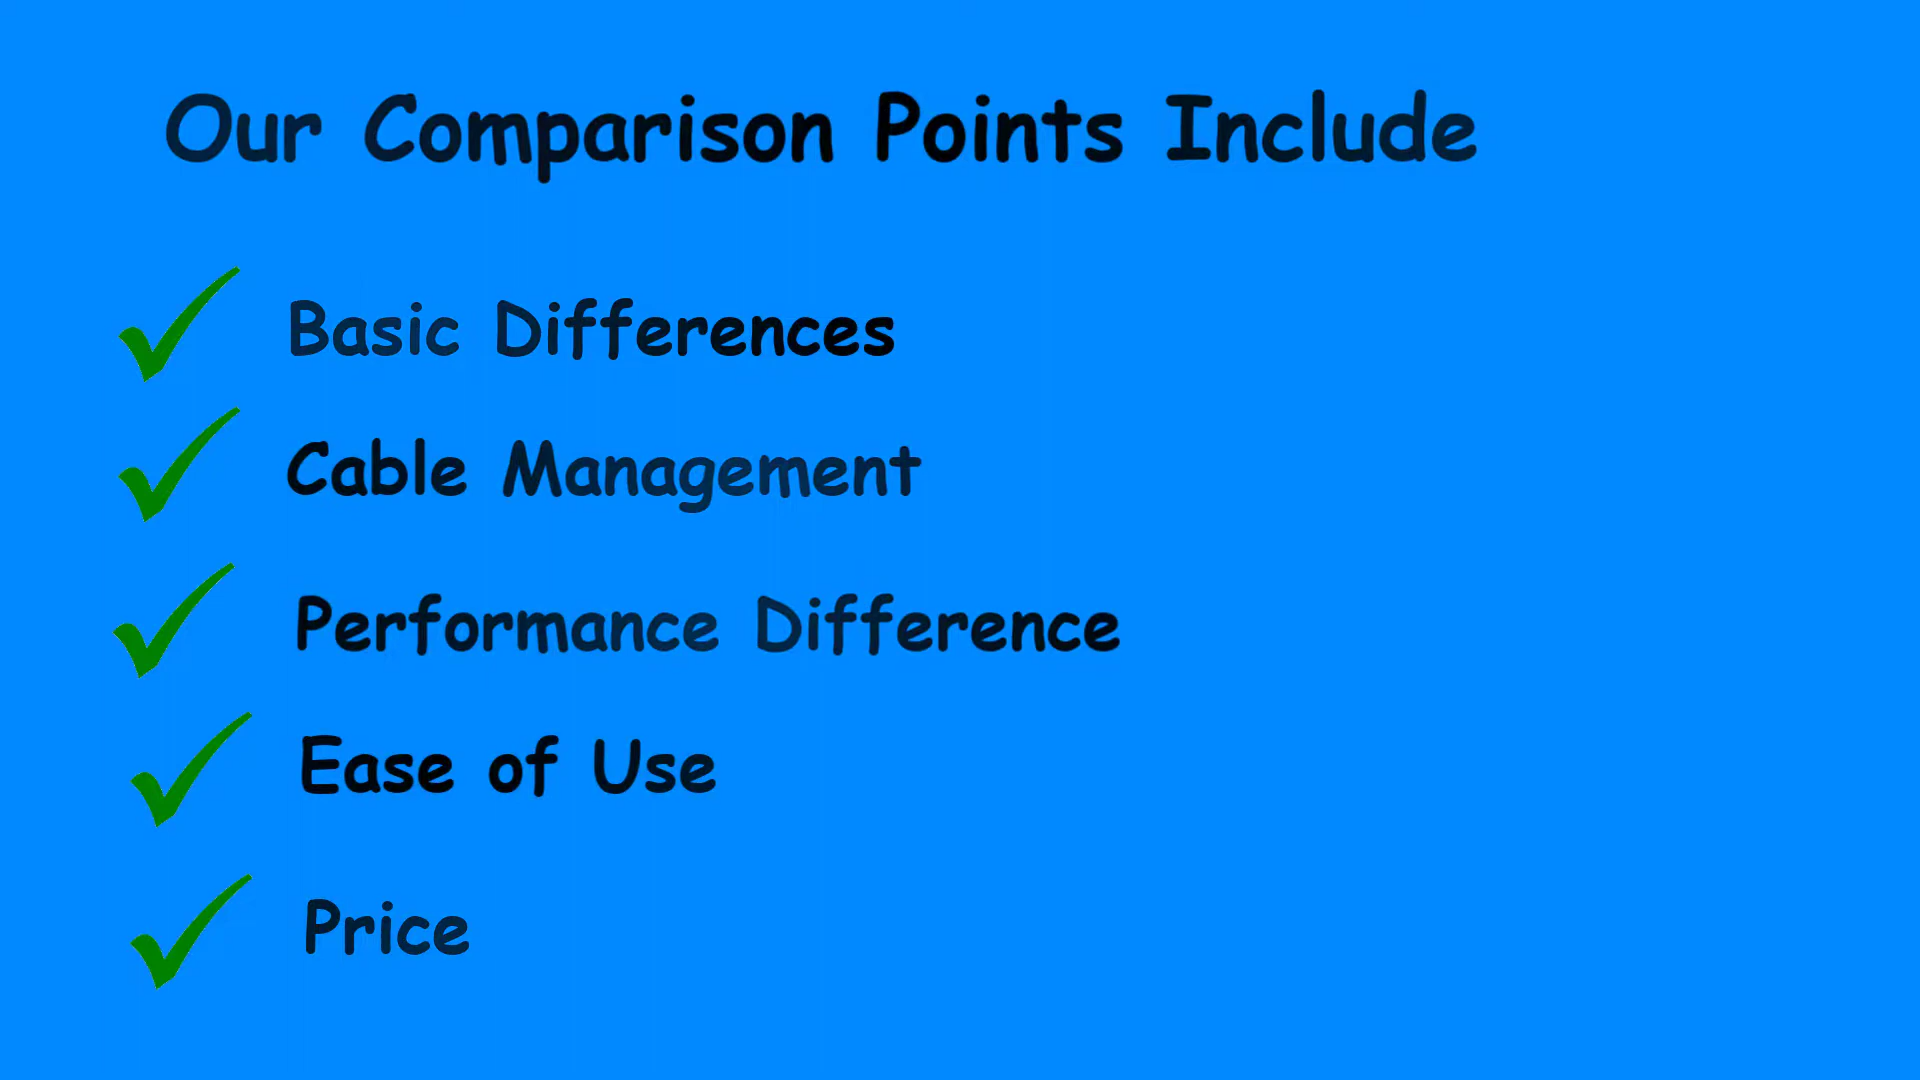 Our Comparison Points Include
Basic Differences
Cable Management
Performance Difference
Ease of Use
Price